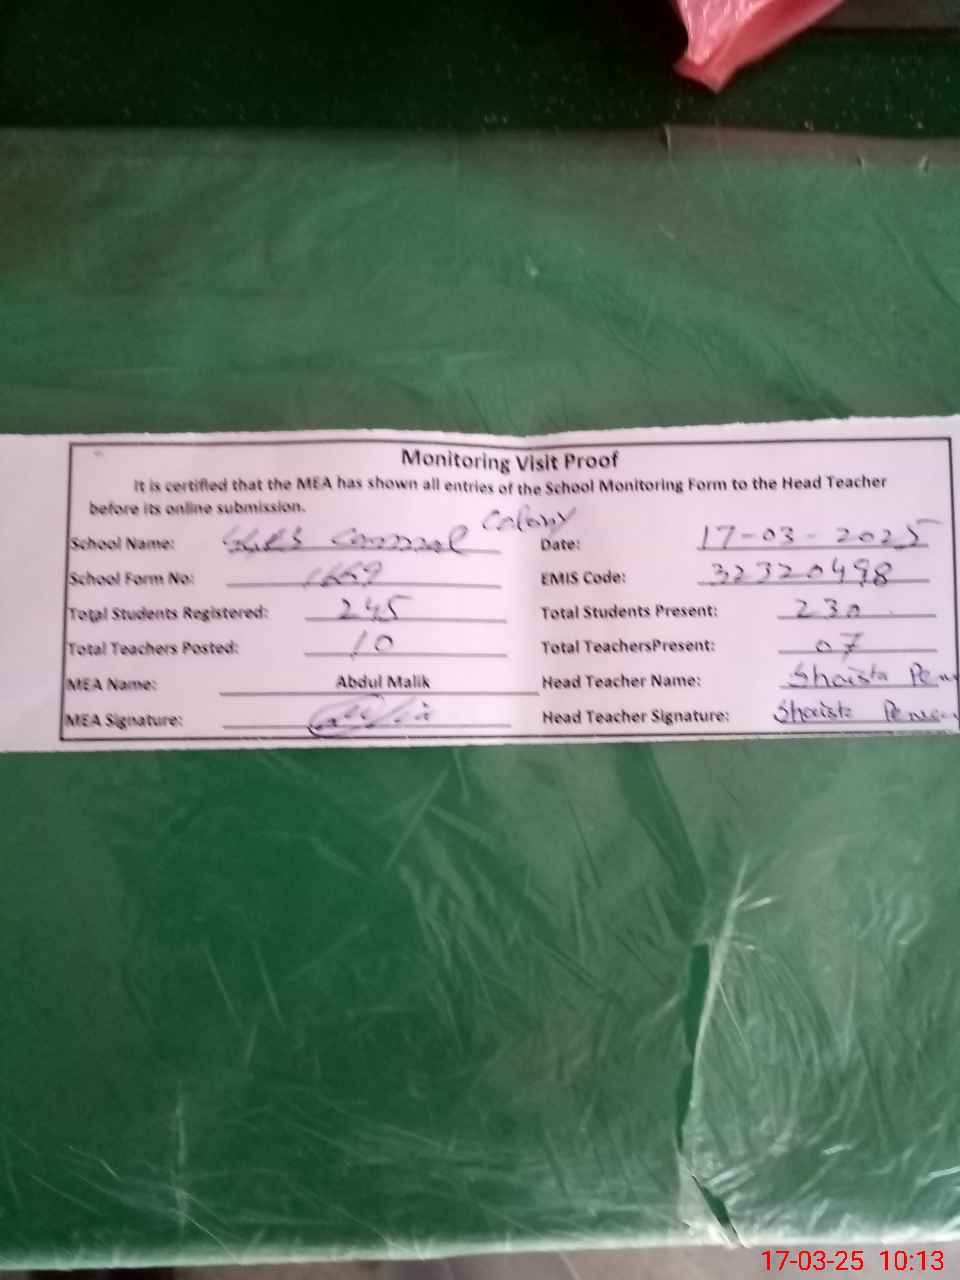 Monitoring Visit Proof
It is certified that the MEA has shown all entries of the School Monitoring Form to the Head Teacher
before its online submission.
School Name: Colony
Date: 17-03-2025
School Form No:
EMIS Code: 32320498
Total Students Registered: 245
Total Students Present: 230
Total Teachers Posted: 10
Total TeachersPresent: 07
MEA Name: Abdul Malik
Head Teacher Name: Shaista
MEA Signature:
Head Teacher Signature: Shaista
17-03-25 10:13